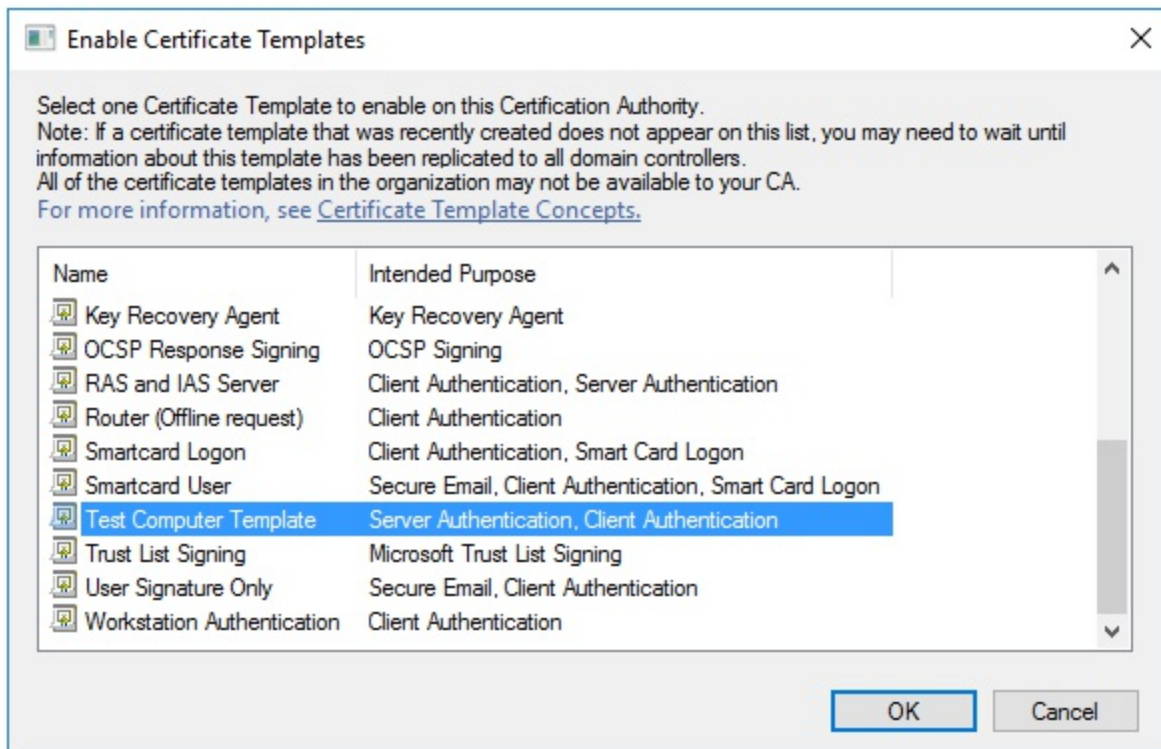 Enable Certificate Templates
Select one Certificate Template to enable on this Certification Authority.
Note: If a certificate template that was recently created does not appear on this list, you may need to wait until
information about this template has been replicated to all domain controllers.
All of the certificate templates in the organization may not be available to your CA.
For more information, see Certificate Template Concepts.
Name Intended Purpose
Key Recovery Agent Key Recovery Agent
OCSP Response Signing OCSP Signing
RAS and IAS Server Client Authentication, Server Authentication
Router (Offline request) Client Authentication
Smartcard Logon Client Authentication, Smart Card Logon
Smartcard User Secure Email, Client Authentication, Smart Card Logon
Test Computer Template Server Authentication, Client Authentication
Trust List Signing Microsoft Trust List Signing
User Signature Only Secure Email, Client Authentication
Workstation Authentication Client Authentication
OK Cancel